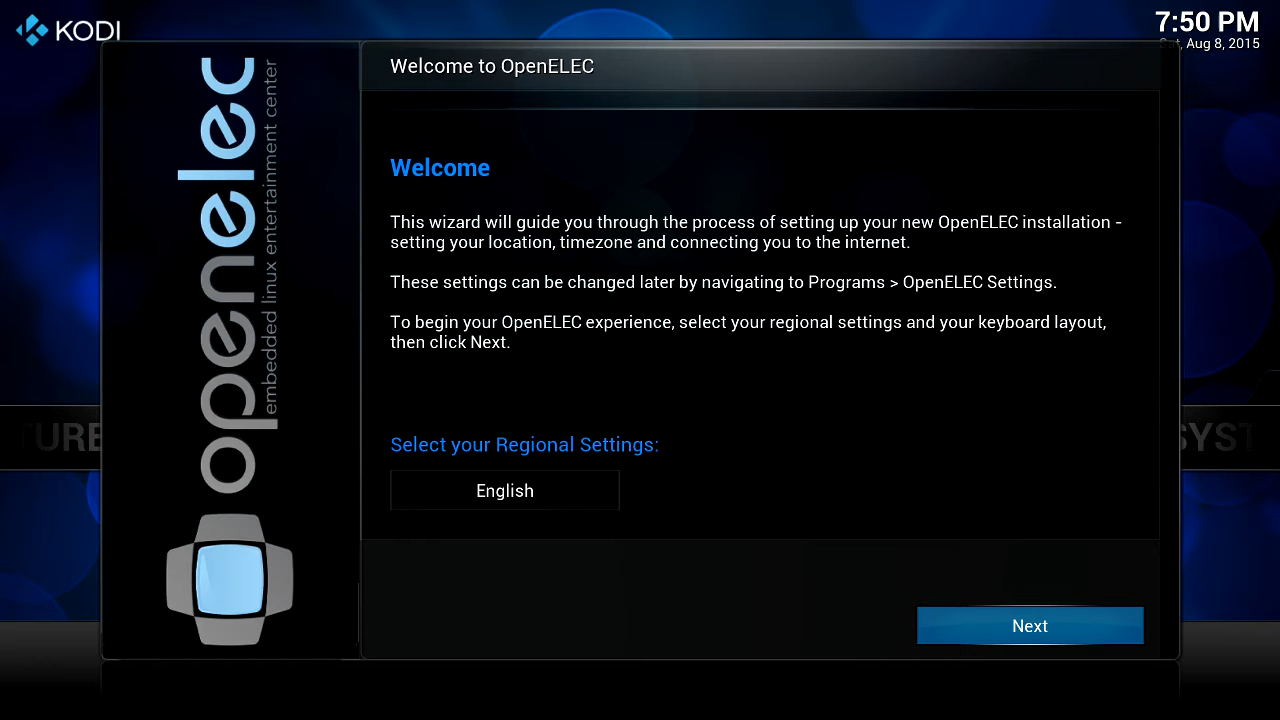 KODI
7:50 PM
Sat, Aug 8, 2015
openelec
embedded linux entertainment center
Welcome to OpenELEC
Welcome
This wizard will guide you through the process of setting up your new OpenELEC installation -
setting your location, timezone and connecting you to the internet.
These settings can be changed later by navigating to Programs > OpenELEC Settings.
To begin your OpenELEC experience, select your regional settings and your keyboard layout,
then click Next.
TURE
SYST
Select your Regional Settings:
English
Next